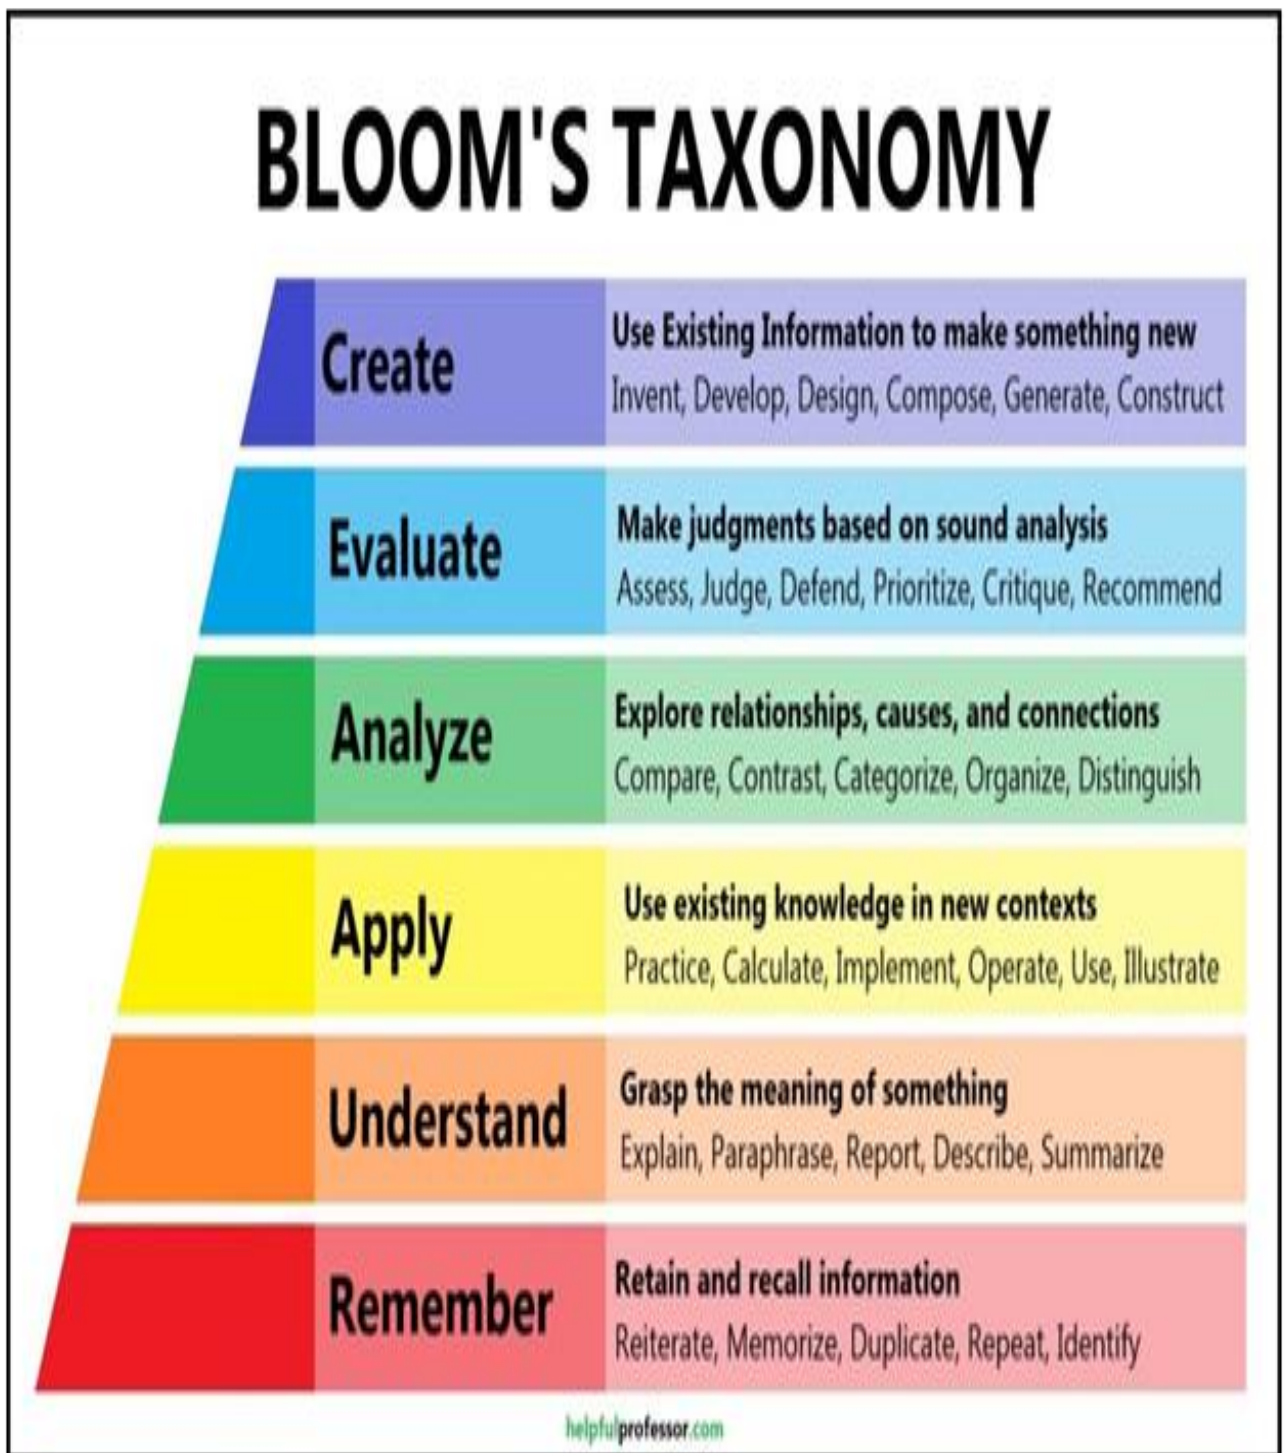 BLOOM'S TAXONOMY
Create
Use Existing Information to make something new
Invent, Develop, Design, Compose, Generate, Construct
Evaluate
Make judgments based on sound analysis
Assess, Judge, Defend, Prioritize, Critique, Recommend
Analyze
Explore relationships, causes, and connections
Compare, Contrast, Categorize, Organize, Distinguish
Apply
Use existing knowledge in new contexts
Practice, Calculate, Implement, Operate, Use, Illustrate
Understand
Grasp the meaning of something
Explain, Paraphrase, Report, Describe, Summarize
Remember
Retain and recall information
Reiterate, Memorize, Duplicate, Repeat, Identify
helpfulprofessor.com